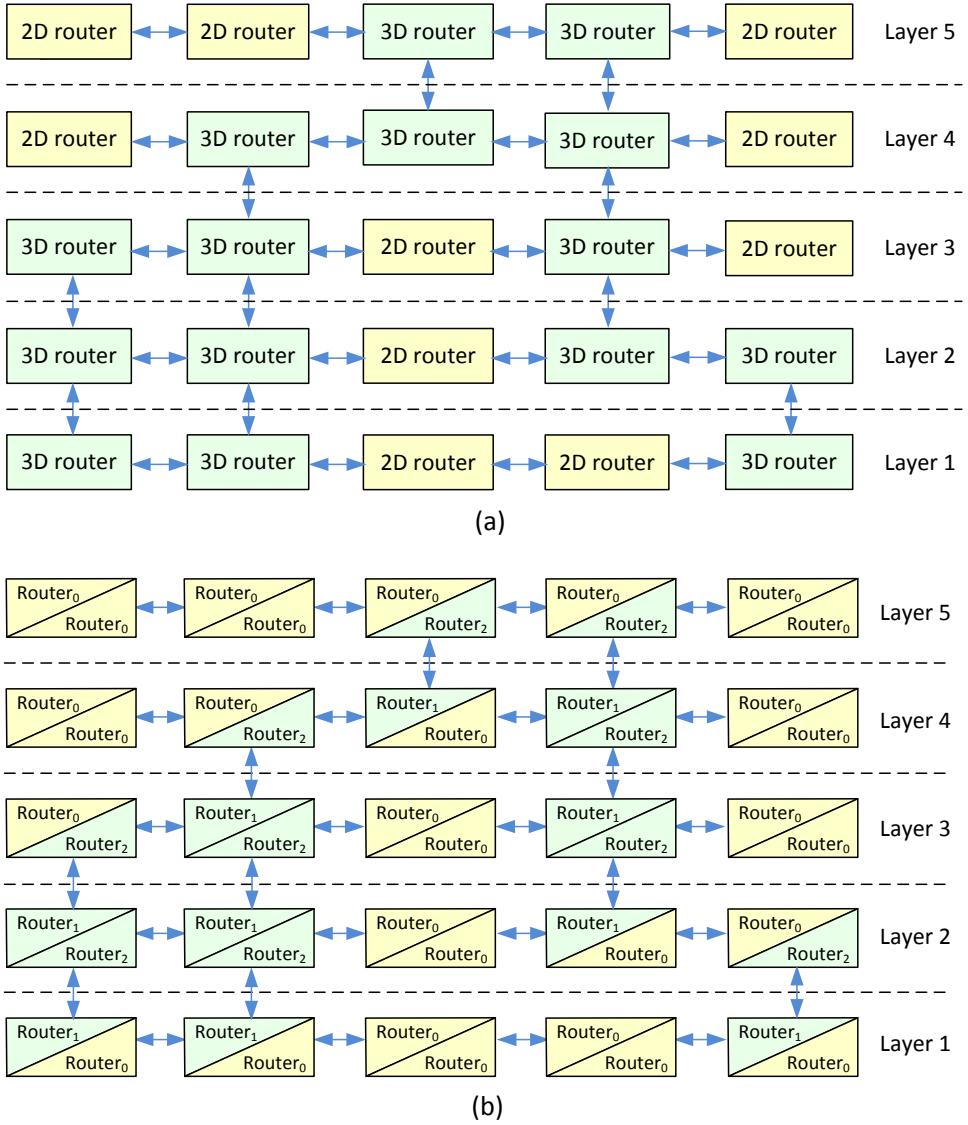 2D router 2D router 3D router 3D router 2D router Layer 5
2D router 3D router 3D router 3D router 2D router Layer 4
3D router 3D router 2D router 3D router 2D router Layer 3
3D router 3D router 2D router 3D router 3D router Layer 2
3D router 3D router 2D router 2D router 3D router Layer 1
(a)
Router₀ Router₀ Router₀ Router₀ Router₀
Router₀ Router₀ Router₂ Router₂ Router₀ Layer 5
Router₀ Router₀ Router₁ Router₁ Router₀
Router₀ Router₂ Router₀ Router₂ Router₀ Layer 4
Router₀ Router₁ Router₀ Router₁ Router₀
Router₂ Router₂ Router₀ Router₂ Router₀ Layer 3
Router₁ Router₁ Router₀ Router₁ Router₀
Router₂ Router₂ Router₀ Router₀ Router₂ Layer 2
Router₁ Router₁ Router₀ Router₀ Router₁
Router₀ Router₀ Router₀ Router₀ Router₀ Layer 1
(b)